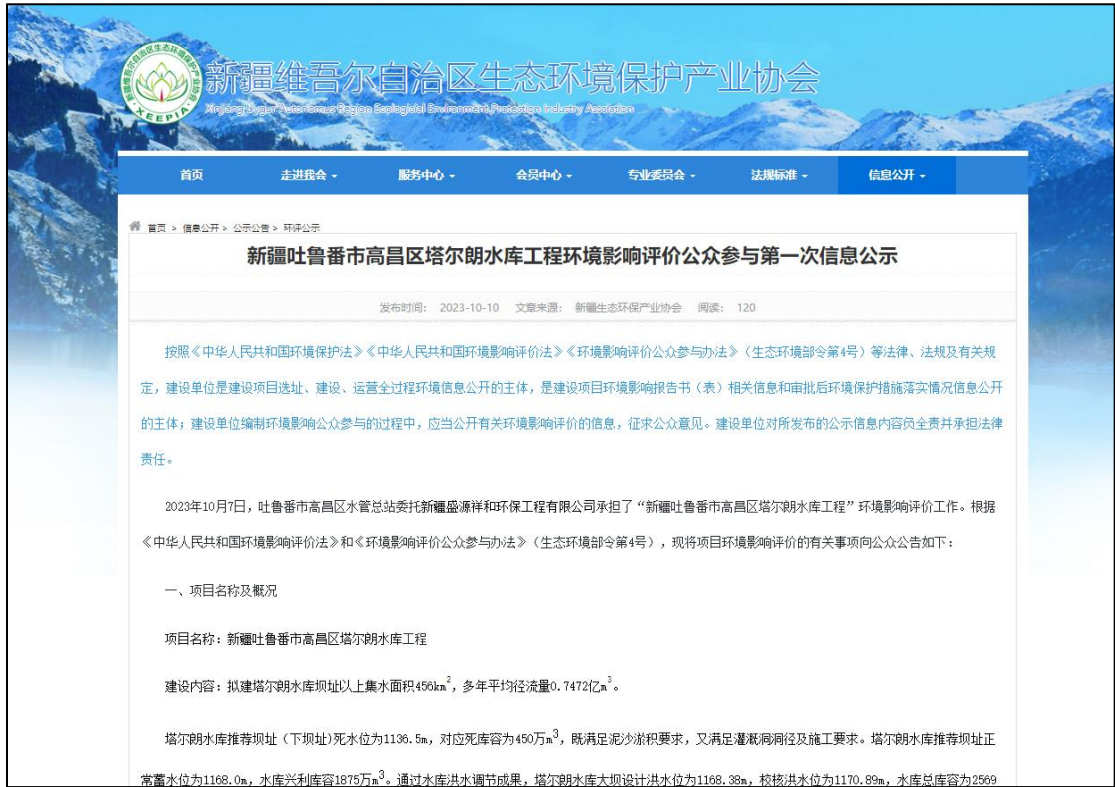 新疆维吾尔自治区生态环境保护产业协会
XEEPIA
首页 走进我会 服务中心 会员中心 专业委员会 法规标准 信息公开
首页 > 信息公开 > 公示公告 > 环评公示
新疆吐鲁番市高昌区塔尔朗水库工程环境影响评价公众参与第一次信息公示
发布时间: 2023-10-10 文章来源: 新疆生态环保产业协会 阅读: 120
按照《中华人民共和国环境保护法》《中华人民共和国环境影响评价法》《环境影响评价公众参与办法》（生态环境部令第4号）等法律、法规及有关规
定，建设单位是建设项目选址、建设、运营全过程环境信息公开的主体，是建设项目环境影响报告书（表）相关信息和审批后环境保护措施落实情况信息公开
的主体；建设单位编制环境影响公众参与的过程中，应当公开有关环境影响评价的信息，征求公众意见。建设单位对所发布的公示信息内容负全责并承担法律
责任。
2023年10月7日，吐鲁番市高昌区水管总站委托新疆盛源祥和环保工程有限公司承担了“新疆吐鲁番市高昌区塔尔朗水库工程”环境影响评价工作。根据
《中华人民共和国环境影响评价法》和《环境影响评价公众参与办法》（生态环境部令第4号），现将项目环境影响评价的有关事项向公众公告如下：
一、项目名称及概况
项目名称：新疆吐鲁番市高昌区塔尔朗水库工程
建设内容：拟建塔尔朗水库坝址以上集水面积456km²，多年平均径流量0.7472亿m³。
塔尔朗水库推荐坝址（下坝址)死水位为1136.5m，对应死库容为450万m³，既满足泥沙淤积要求，又满足灌溉洞洞径及施工要求。塔尔朗水库推荐坝址正
常蓄水位为1168.0m，水库兴利库容1875万m³。通过水库洪水调节成果，塔尔朗水库大坝设计洪水位为1168.38m，校核洪水位为1170.89m，水库总库容为2569